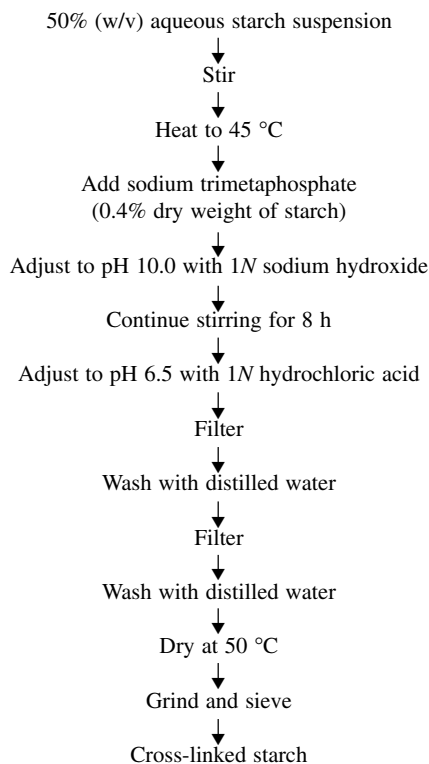 50% (w/v) aqueous starch suspension
Stir
Heat to 45 °C
Add sodium trimetaphosphate
(0.4% dry weight of starch)
Adjust to pH 10.0 with 1N sodium hydroxide
Continue stirring for 8 h
Adjust to pH 6.5 with 1N hydrochloric acid
Filter
Wash with distilled water
Filter
Wash with distilled water
Dry at 50 °C
Grind and sieve
Cross-linked starch